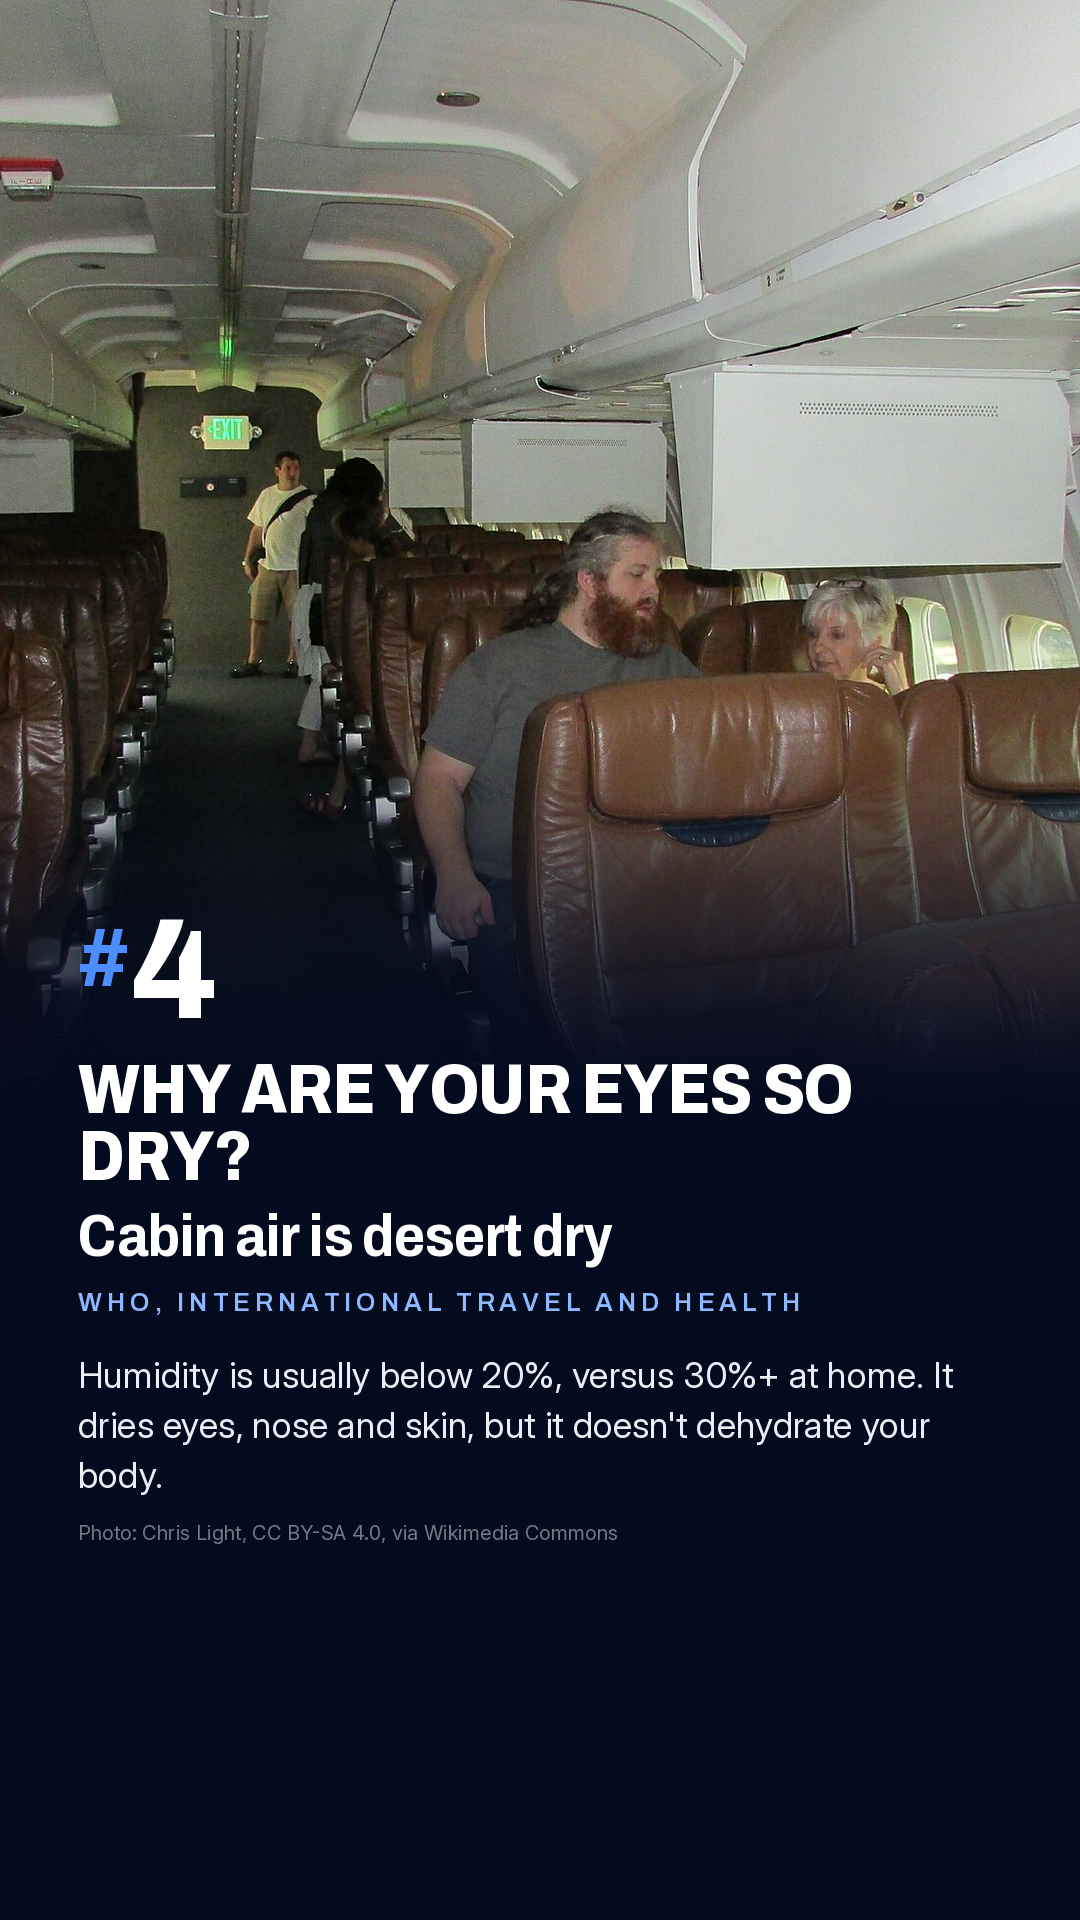 EXIT
#4
WHY ARE YOUR EYES SO
DRY?
Cabin air is desert dry
WHO, INTERNATIONAL TRAVEL AND HEALTH
Humidity is usually below 20%, versus 30%+ at home. It
dries eyes, nose and skin, but it doesn't dehydrate your
body.
Photo: Chris Light, CC BY-SA 4.0, via Wikimedia Commons